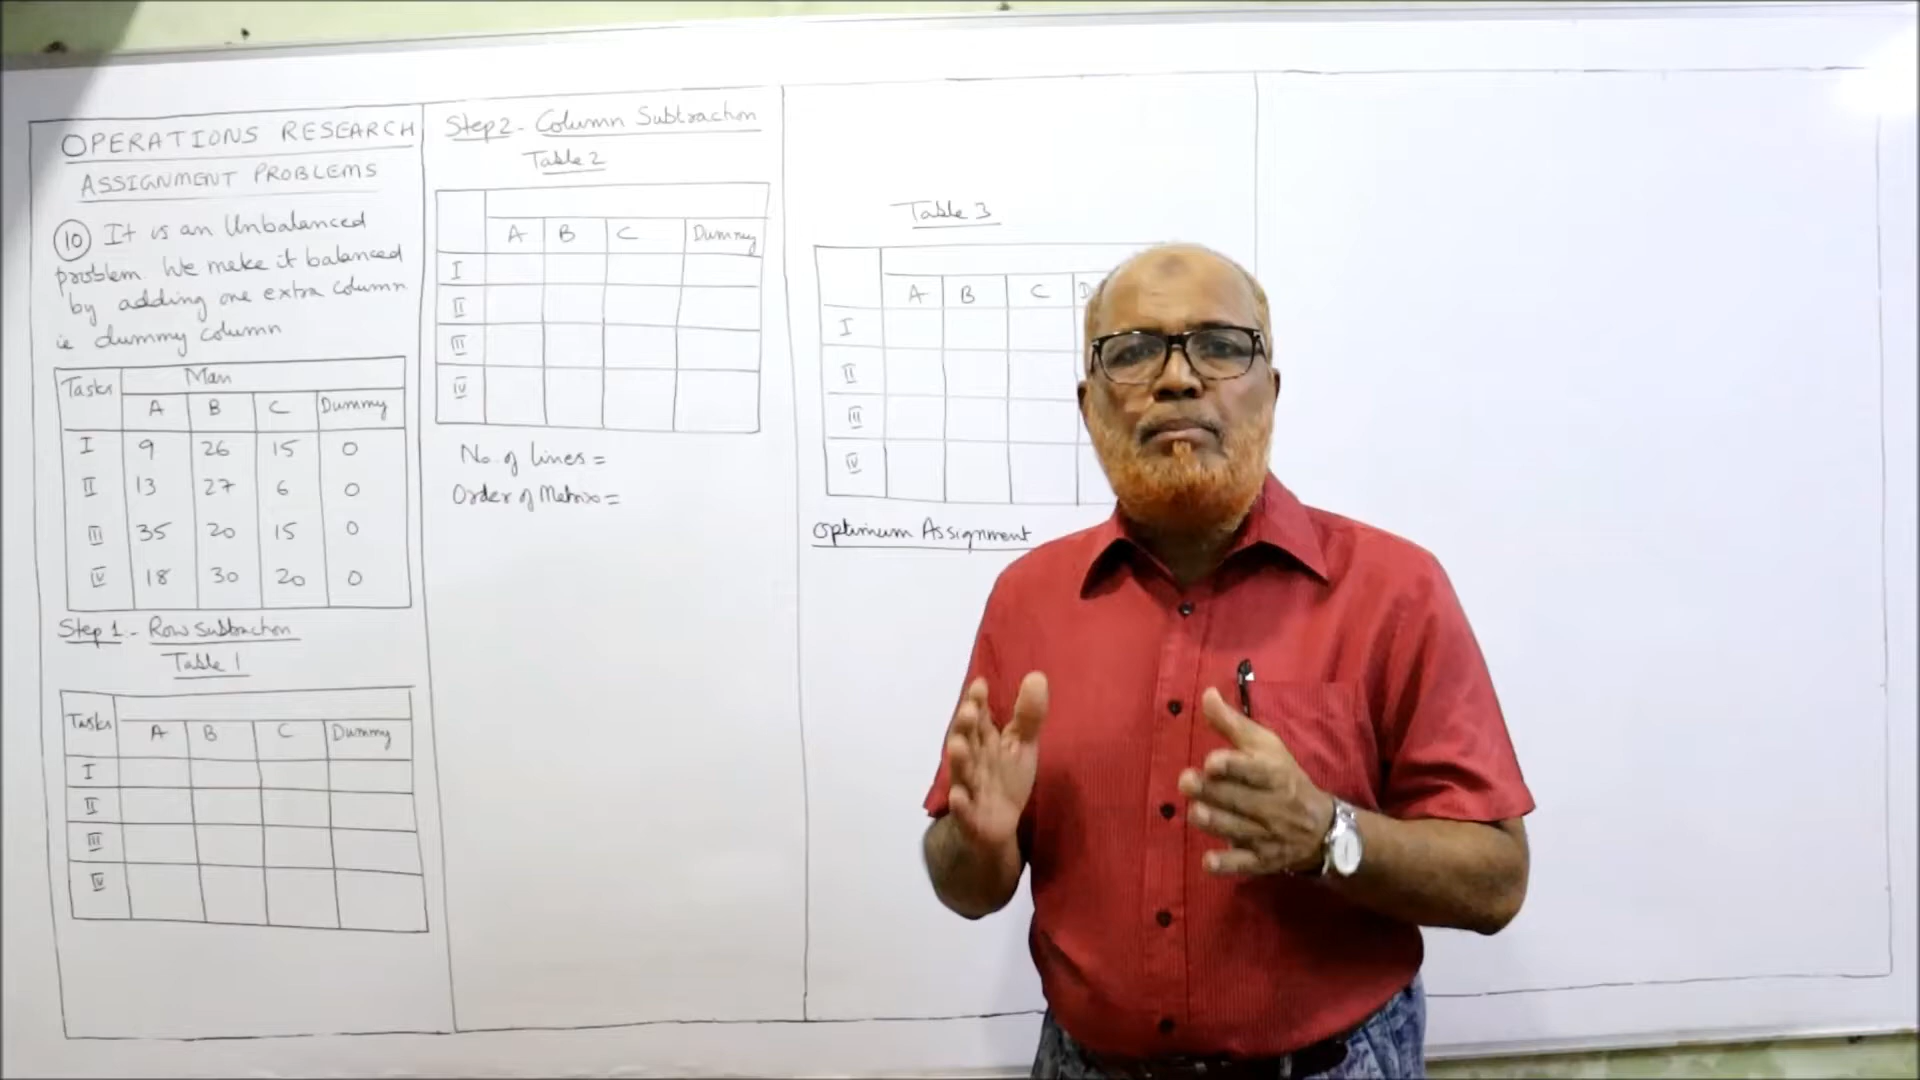 OPERATIONS RESEARCH
ASSIGNMENT PROBLEMS
10 It is an Unbalanced
problem. We make it balanced
by adding one extra column
ie dummy column
Tasks Man
A B C Dummy
I 9 26 15 0
II 13 27 6 0
III 35 20 15 0
IV 18 30 20 0
Step 1 - Row Subtraction
Table 1
Tasks A B C Dummy
I
II
III
IV
Step 2 - Column Subtraction
Table 2
A B C Dummy
I
II
III
IV
No. of lines =
Order of Matrix =
Table 3
A B C D
I
II
III
IV
Optimum Assignment